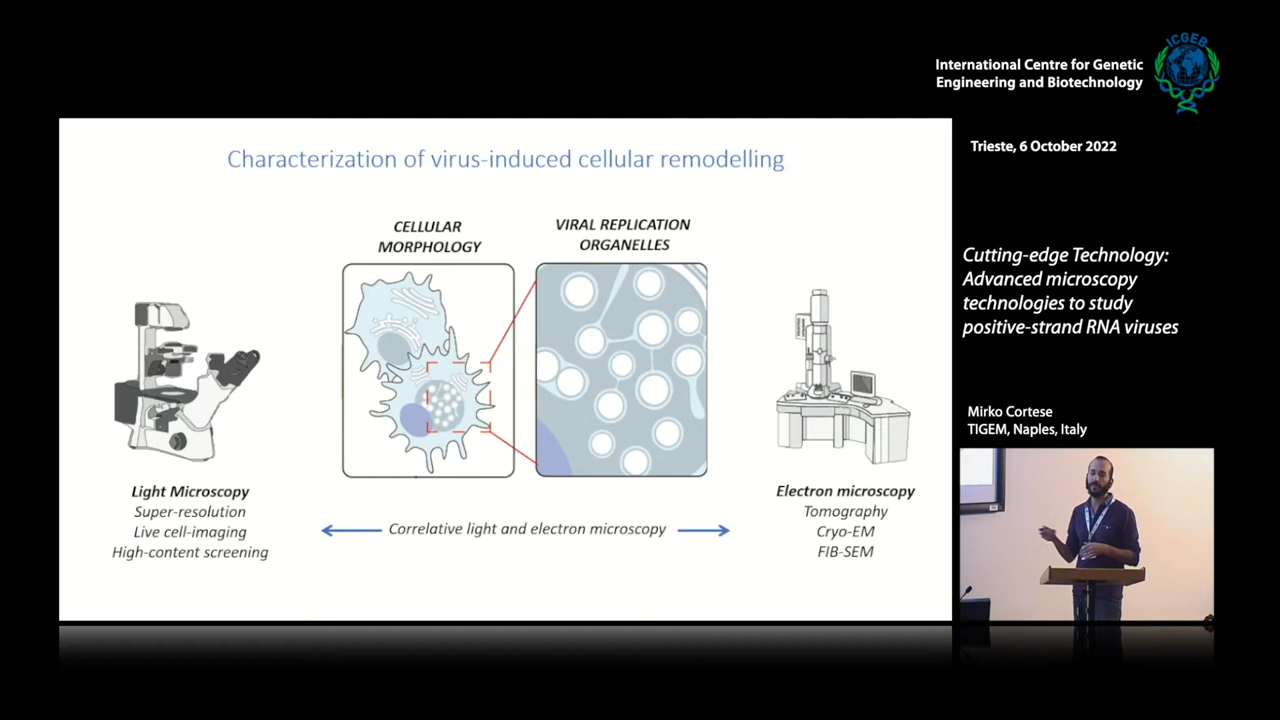 ICGEB
International Centre for Genetic
Engineering and Biotechnology
Trieste, 6 October 2022
Characterization of virus-induced cellular remodelling
CELLULAR
MORPHOLOGY
VIRAL REPLICATION
ORGANELLES
Light Microscopy
Super-resolution
Live cell-imaging
High-content screening
Correlative light and electron microscopy
Electron microscopy
Tomography
Cryo-EM
FIB-SEM
Cutting-edge Technology:
Advanced microscopy
technologies to study
positive-strand RNA viruses
Mirko Cortese
TIGEM, Naples, Italy